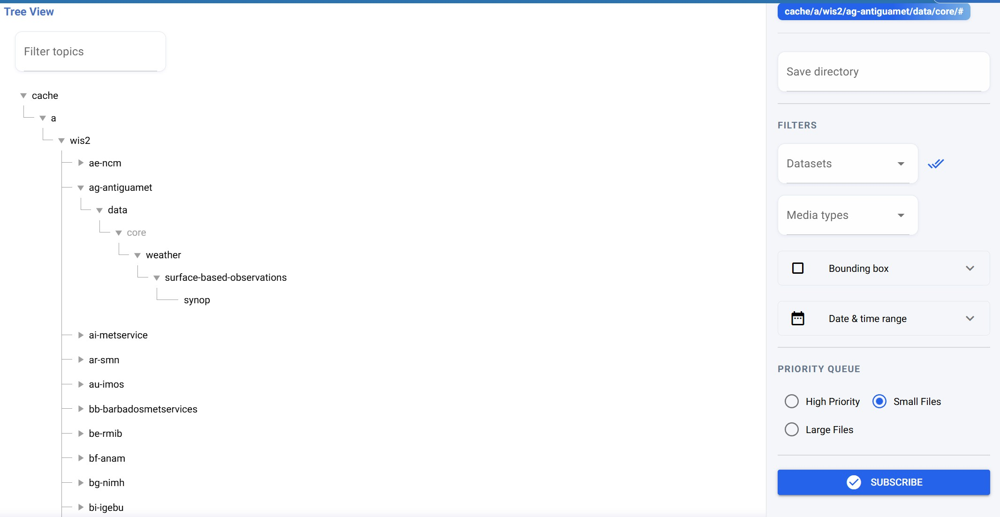 Tree View
Filter topics
cache
a
wis2
ae-ncm
ag-antiguamet
data
core
weather
surface-based-observations
synop
ai-metservice
ar-smn
au-imos
bb-barbadosmetservices
be-rmib
bf-anam
bg-nimh
bi-igebu
cache/a/wis2/ag-antiguamet/data/core/#
Save directory
FILTERS
Datasets
Media types
Bounding box
Date & time range
PRIORITY QUEUE
High Priority Small Files
Large Files
SUBSCRIBE